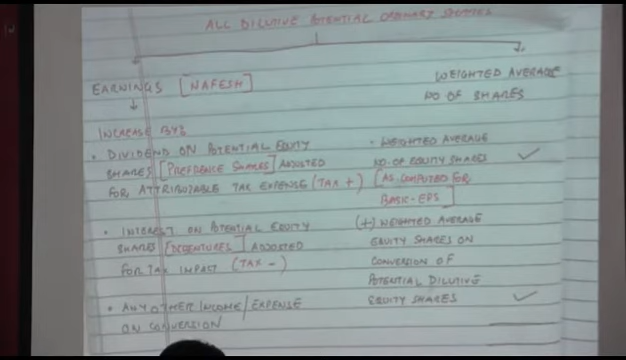 ALL DILUTIVE POTENTIAL ORDINARY SHARES
EARNINGS [NAFESH]
INCREASE BY:
• DIVIDEND ON POTENTIAL EQUITY
SHARES [PREFRENCE SHARES] ADJUSTED
FOR ATTRIBUTABLE TAX EXPENSE (TAX +)
• INTEREST ON POTENTIAL EQUITY
SHARES [DEBENTURES] ADJUSTED
FOR TAX IMPACT (TAX -)
• ANY OTHER INCOME/EXPENSE
ON CONVERSION
WEIGHTED AVERAGE
NO OF SHARES
• WEIGHTED AVERAGE
NO. OF EQUITY SHARES
[AS COMPUTED FOR
BASIC-EPS]
(+) WEIGHTED AVERAGE
EQUITY SHARES ON
CONVERSION OF
POTENTIAL DILUTIVE
EQUITY SHARES